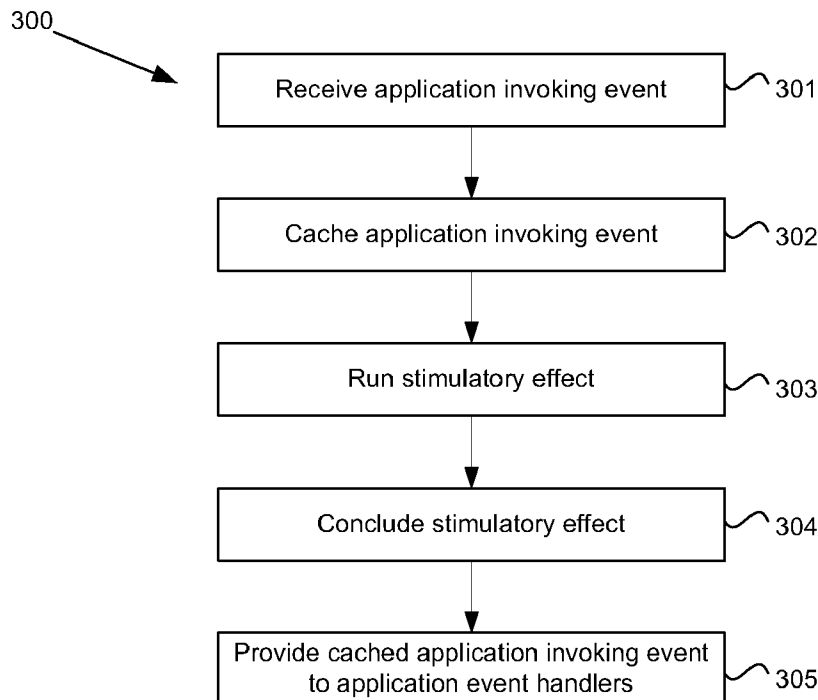 300
Receive application invoking event
301
Cache application invoking event
302
Run stimulatory effect
303
Conclude stimulatory effect
304
Provide cached application invoking event
to application event handlers
305